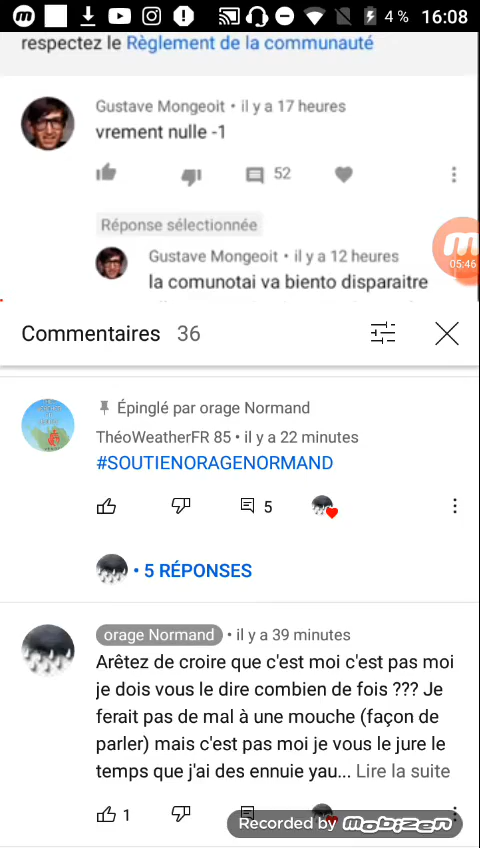 4 % 16:08
respectez le Règlement de la communauté
Gustave Mongeoit • il y a 17 heures
vrement nulle -1
52
Réponse sélectionnée
Gustave Mongeoit • il y a 12 heures
la comunotai va biento disparaitre
05:46
Commentaires 36
Épinglé par orage Normand
ThéoWeatherFR 85 • il y a 22 minutes
#SOUTIENORAGENORMAND
5
• 5 RÉPONSES
orage Normand • il y a 39 minutes
Arêtez de croire que c'est moi c'est pas moi
je dois vous le dire combien de fois ??? Je
ferait pas de mal à une mouche (façon de
parler) mais c'est pas moi je vous le jure le
temps que j'ai des ennuie yau... Lire la suite
1
Recorded by Mobizen